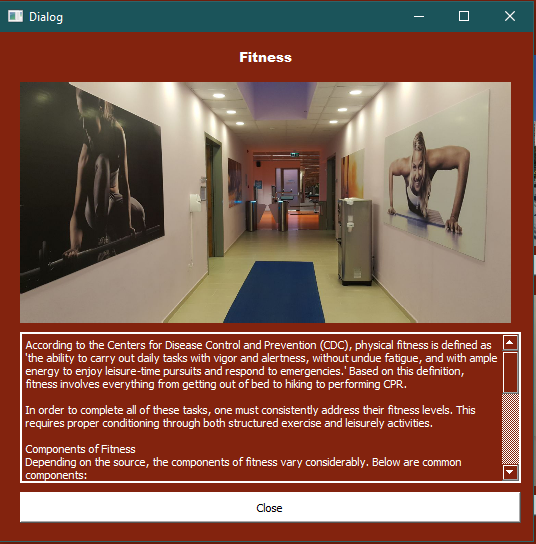 Dialog
Fitness
According to the Centers for Disease Control and Prevention (CDC), physical fitness is defined as
'the ability to carry out daily tasks with vigor and alertness, without undue fatigue, and with ample
energy to enjoy leisure-time pursuits and respond to emergencies.' Based on this definition,
fitness involves everything from getting out of bed to hiking to performing CPR.
In order to complete all of these tasks, one must consistently address their fitness levels. This
requires proper conditioning through both structured exercise and leisurely activities.
Components of Fitness
Depending on the source, the components of fitness vary considerably. Below are common
components:
Close